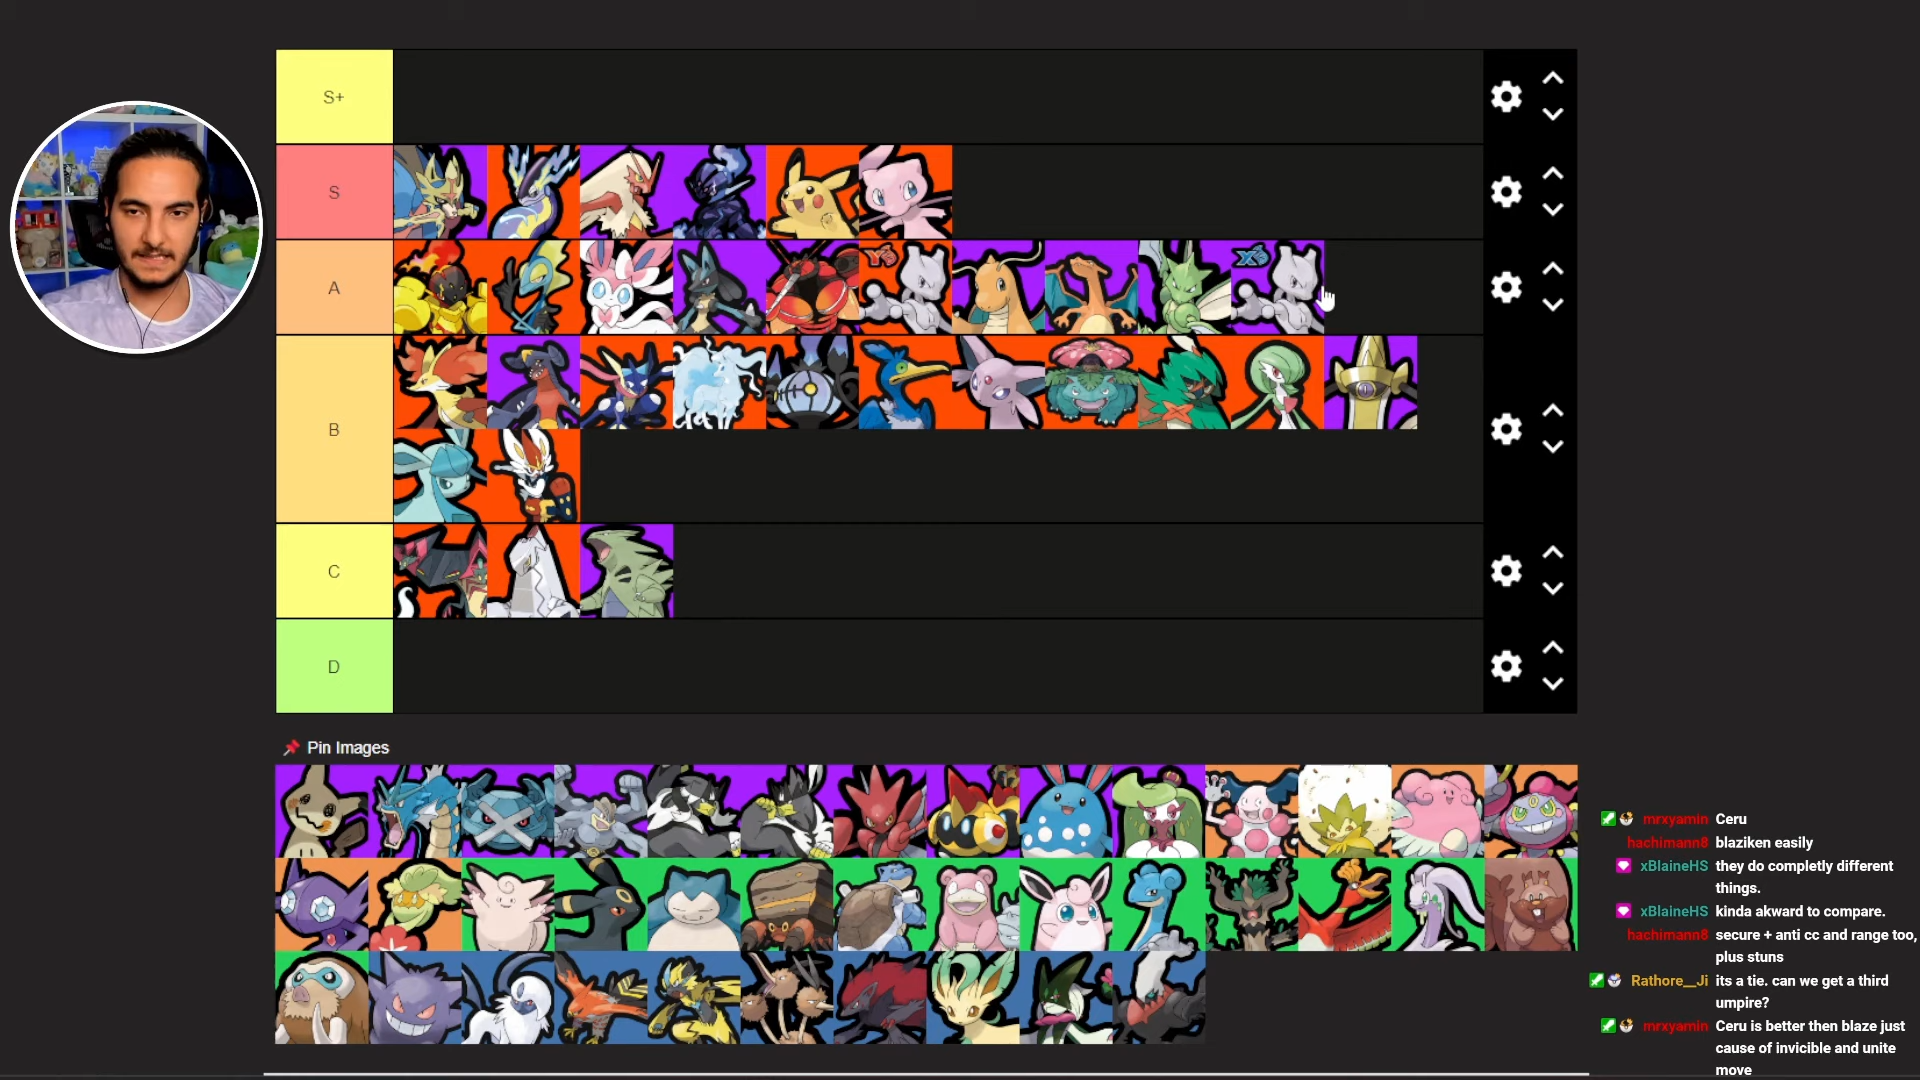 S+
S
A
Y
X
B
C
D
Pin Images
mrxyamin Ceru
hachimann8 blaziken easily
xBlaineHS they do completly different
things.
xBlaineHS kinda akward to compare.
hachimann8 secure + anti cc and range too,
plus stuns
Rathore__Ji its a tie. can we get a third
umpire?
mrxyamin Ceru is better then blaze just
cause of invicible and unite
move